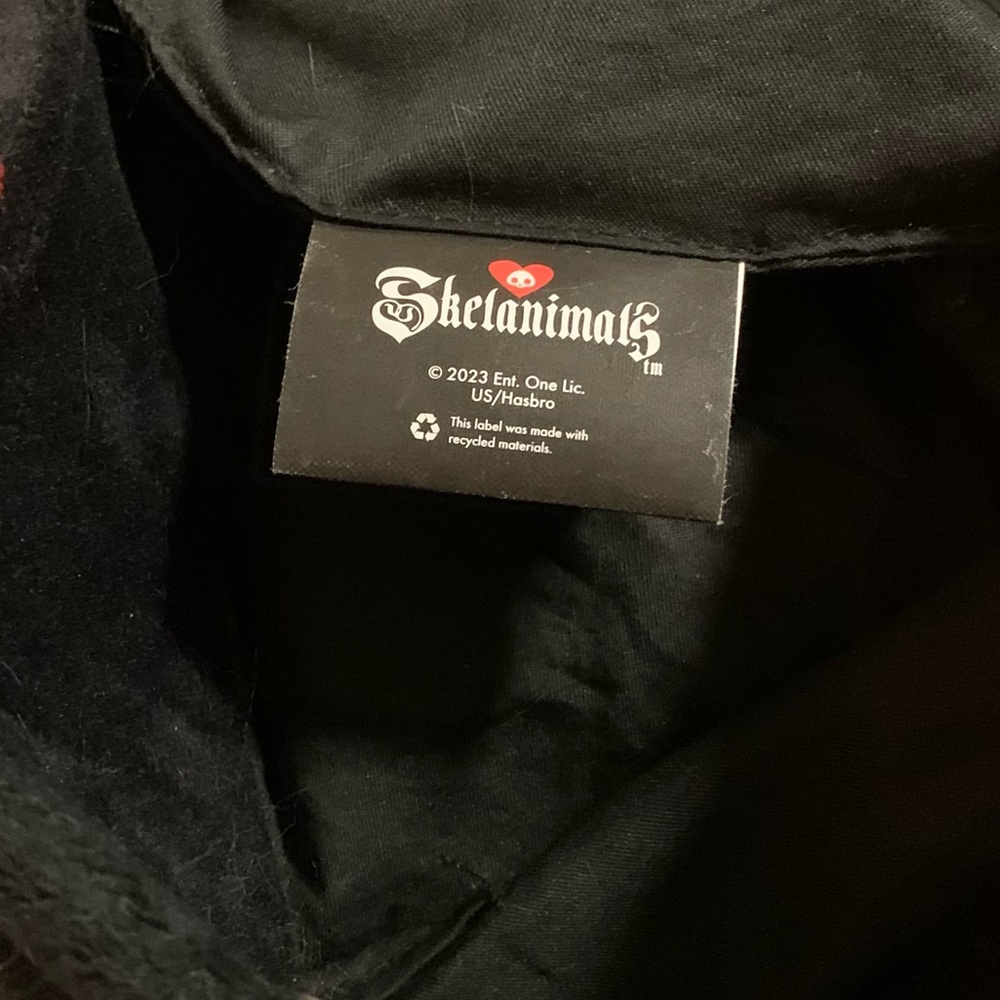 Skelanimals
tm
© 2023 Ent. One Lic.
US/Hasbro
This label was made with
recycled materials.